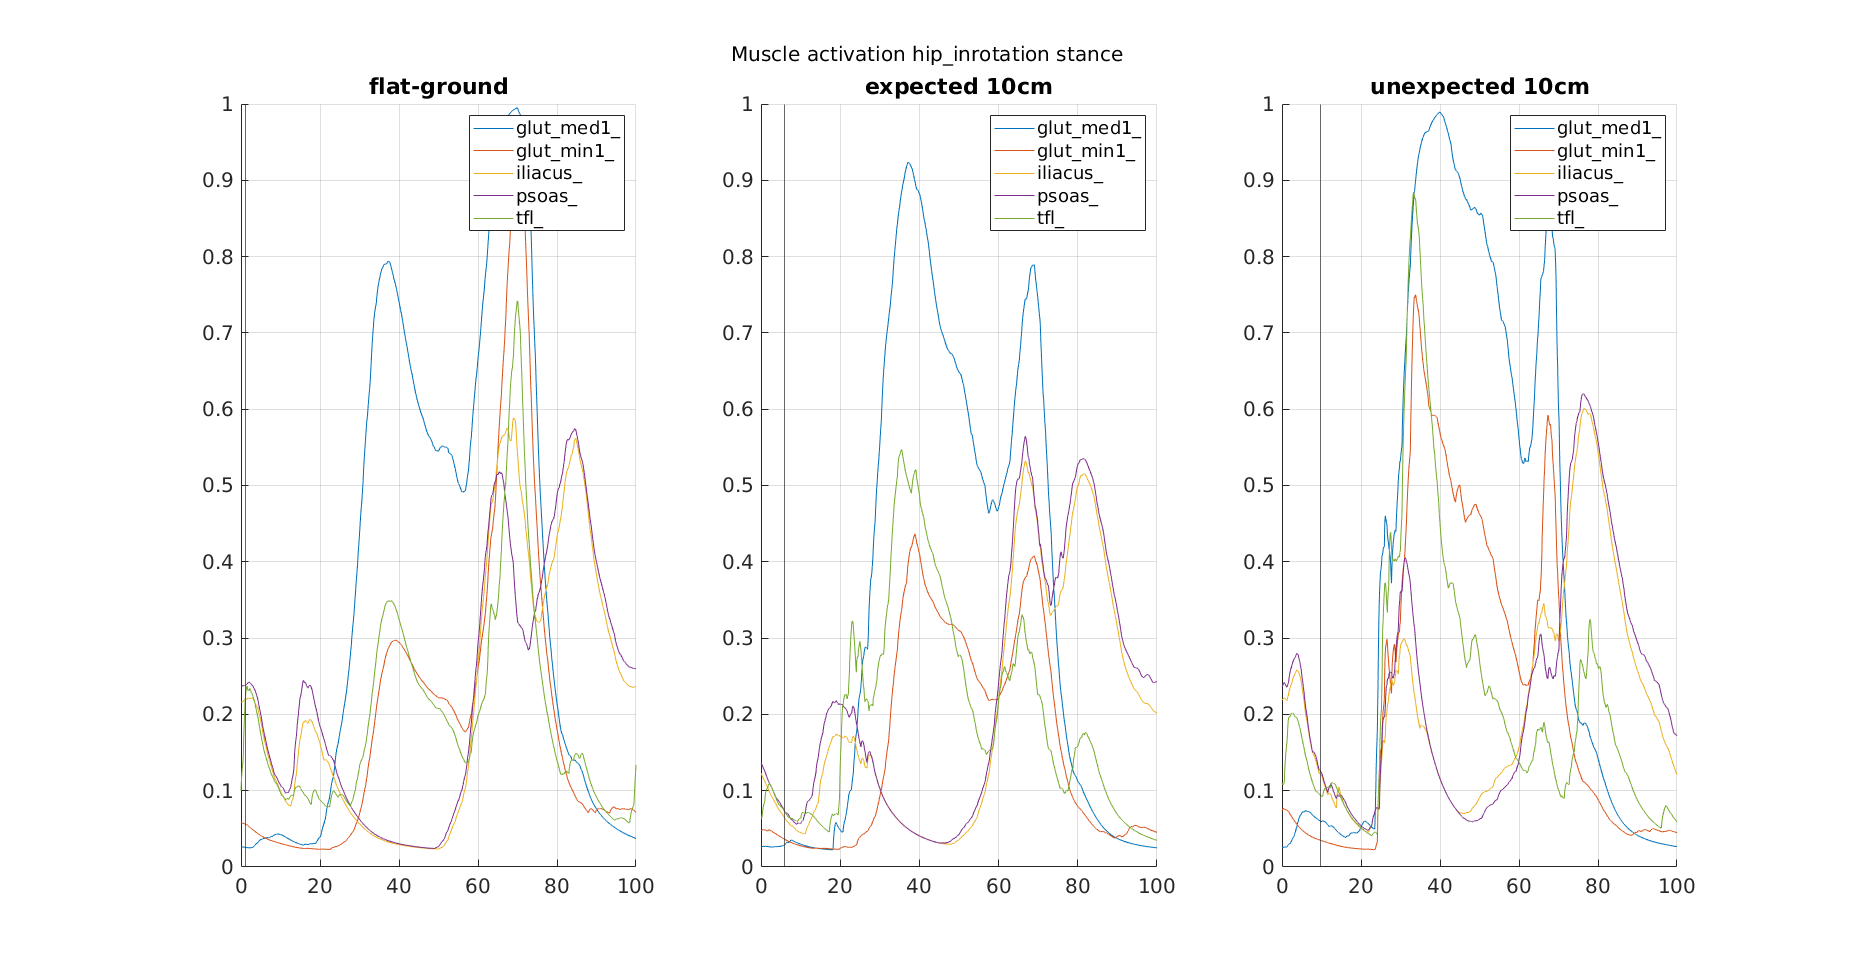 Muscle activation hip_inrotation stance
flat-ground
expected 10cm
unexpected 10cm
glut_med1_
glut_min1_
iliacus_
psoas_
tfl_
glut_med1_
glut_min1_
iliacus_
psoas_
tfl_
glut_med1_
glut_min1_
iliacus_
psoas_
tfl_
1
0.9
0.8
0.7
0.6
0.5
0.4
0.3
0.2
0.1
0
0 20 40 60 80 100
1
0.9
0.8
0.7
0.6
0.5
0.4
0.3
0.2
0.1
0
0 20 40 60 80 100
1
0.9
0.8
0.7
0.6
0.5
0.4
0.3
0.2
0.1
0
0 20 40 60 80 100